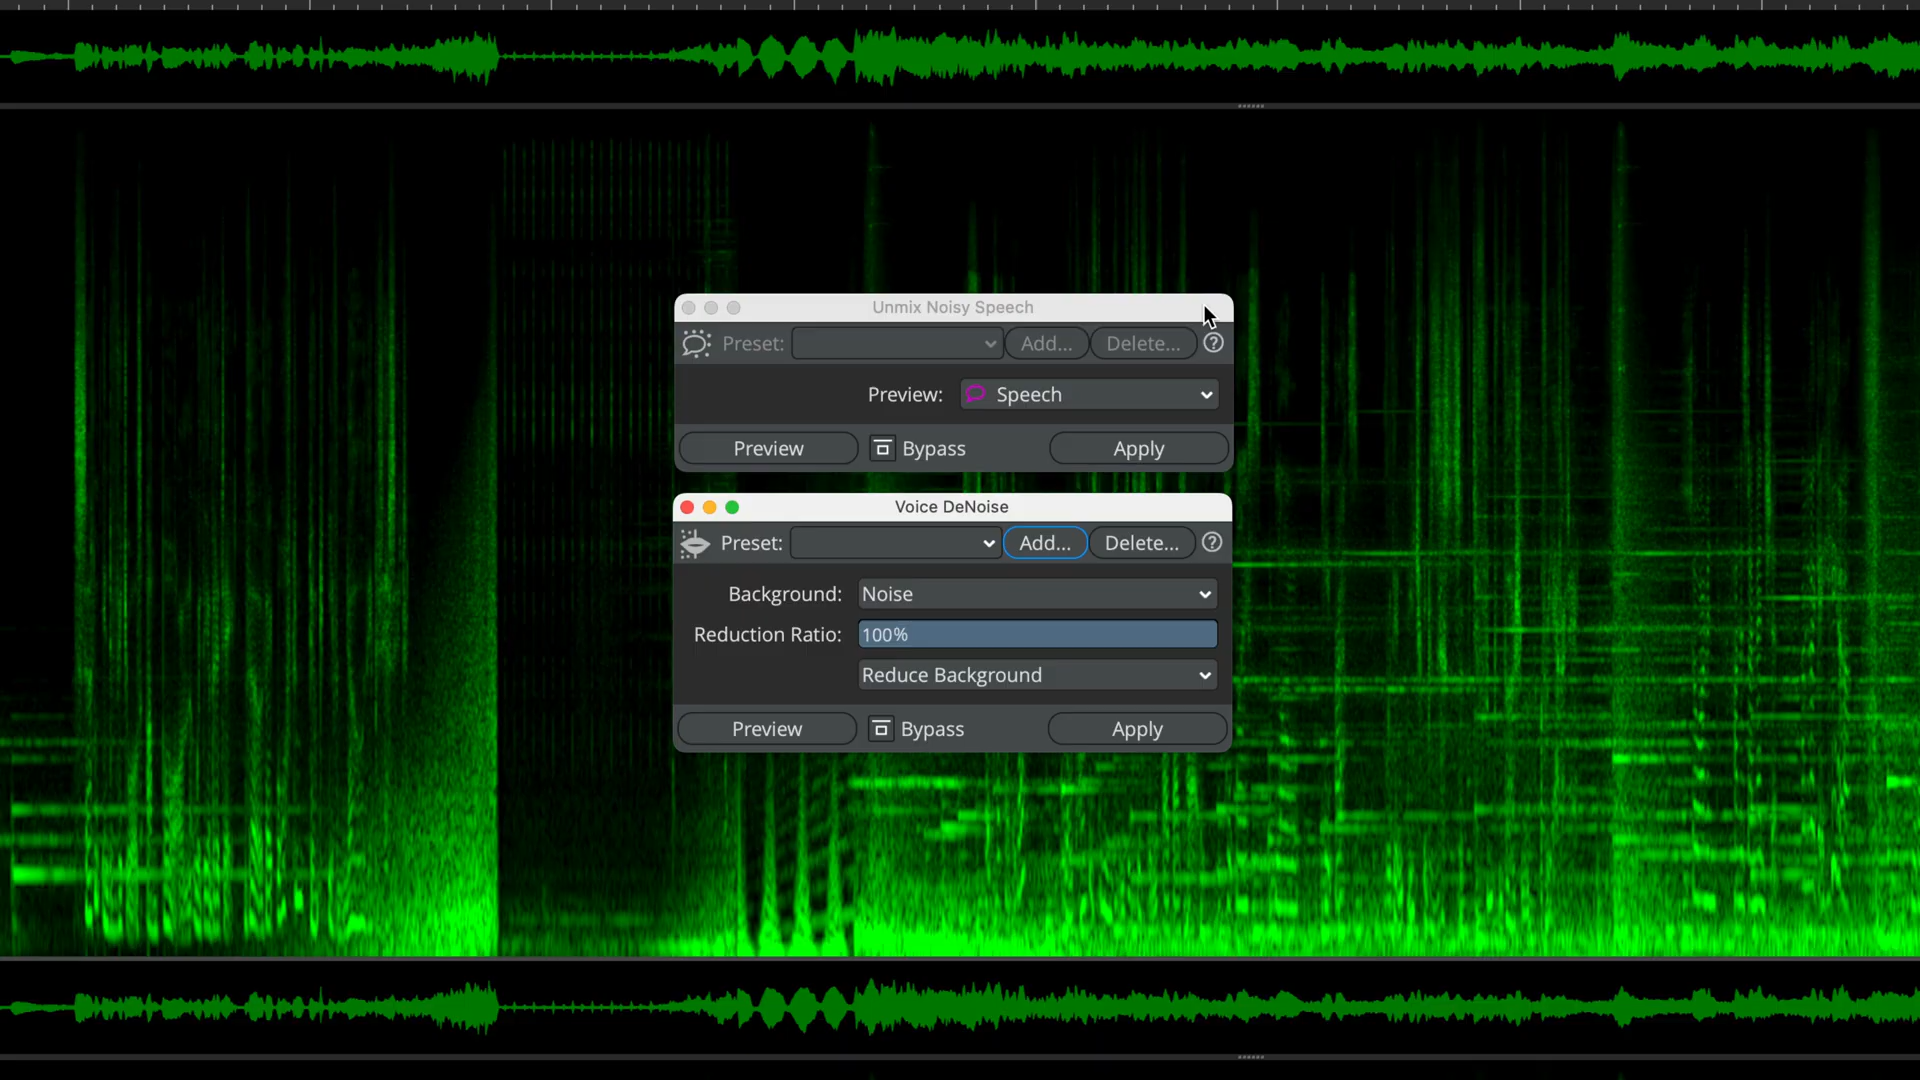 Unmix Noisy Speech
Preset: Add... Delete... ?
Preview: Speech
Preview Bypass Apply
Voice DeNoise
Preset: Add... Delete... ?
Background: Noise
Reduction Ratio: 100%
Reduce Background
Preview Bypass Apply